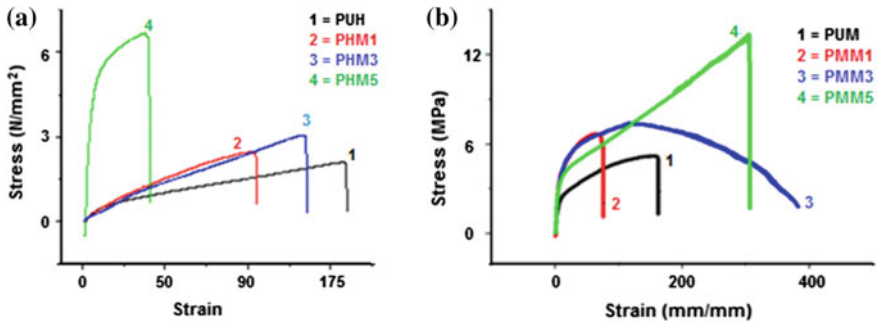 (a)
Stress (N/mm²)
6
3
0
0
50
90
175
Strain
1 = PUH
2 = PHM1
3 = PHM3
4 = PHM5
4
2
3
1
(b)
Stress (MPa)
12
6
0
0
200
400
Strain (mm/mm)
1 = PUM
2 = PMM1
3 = PMM3
4 = PMM5
4
1
2
3